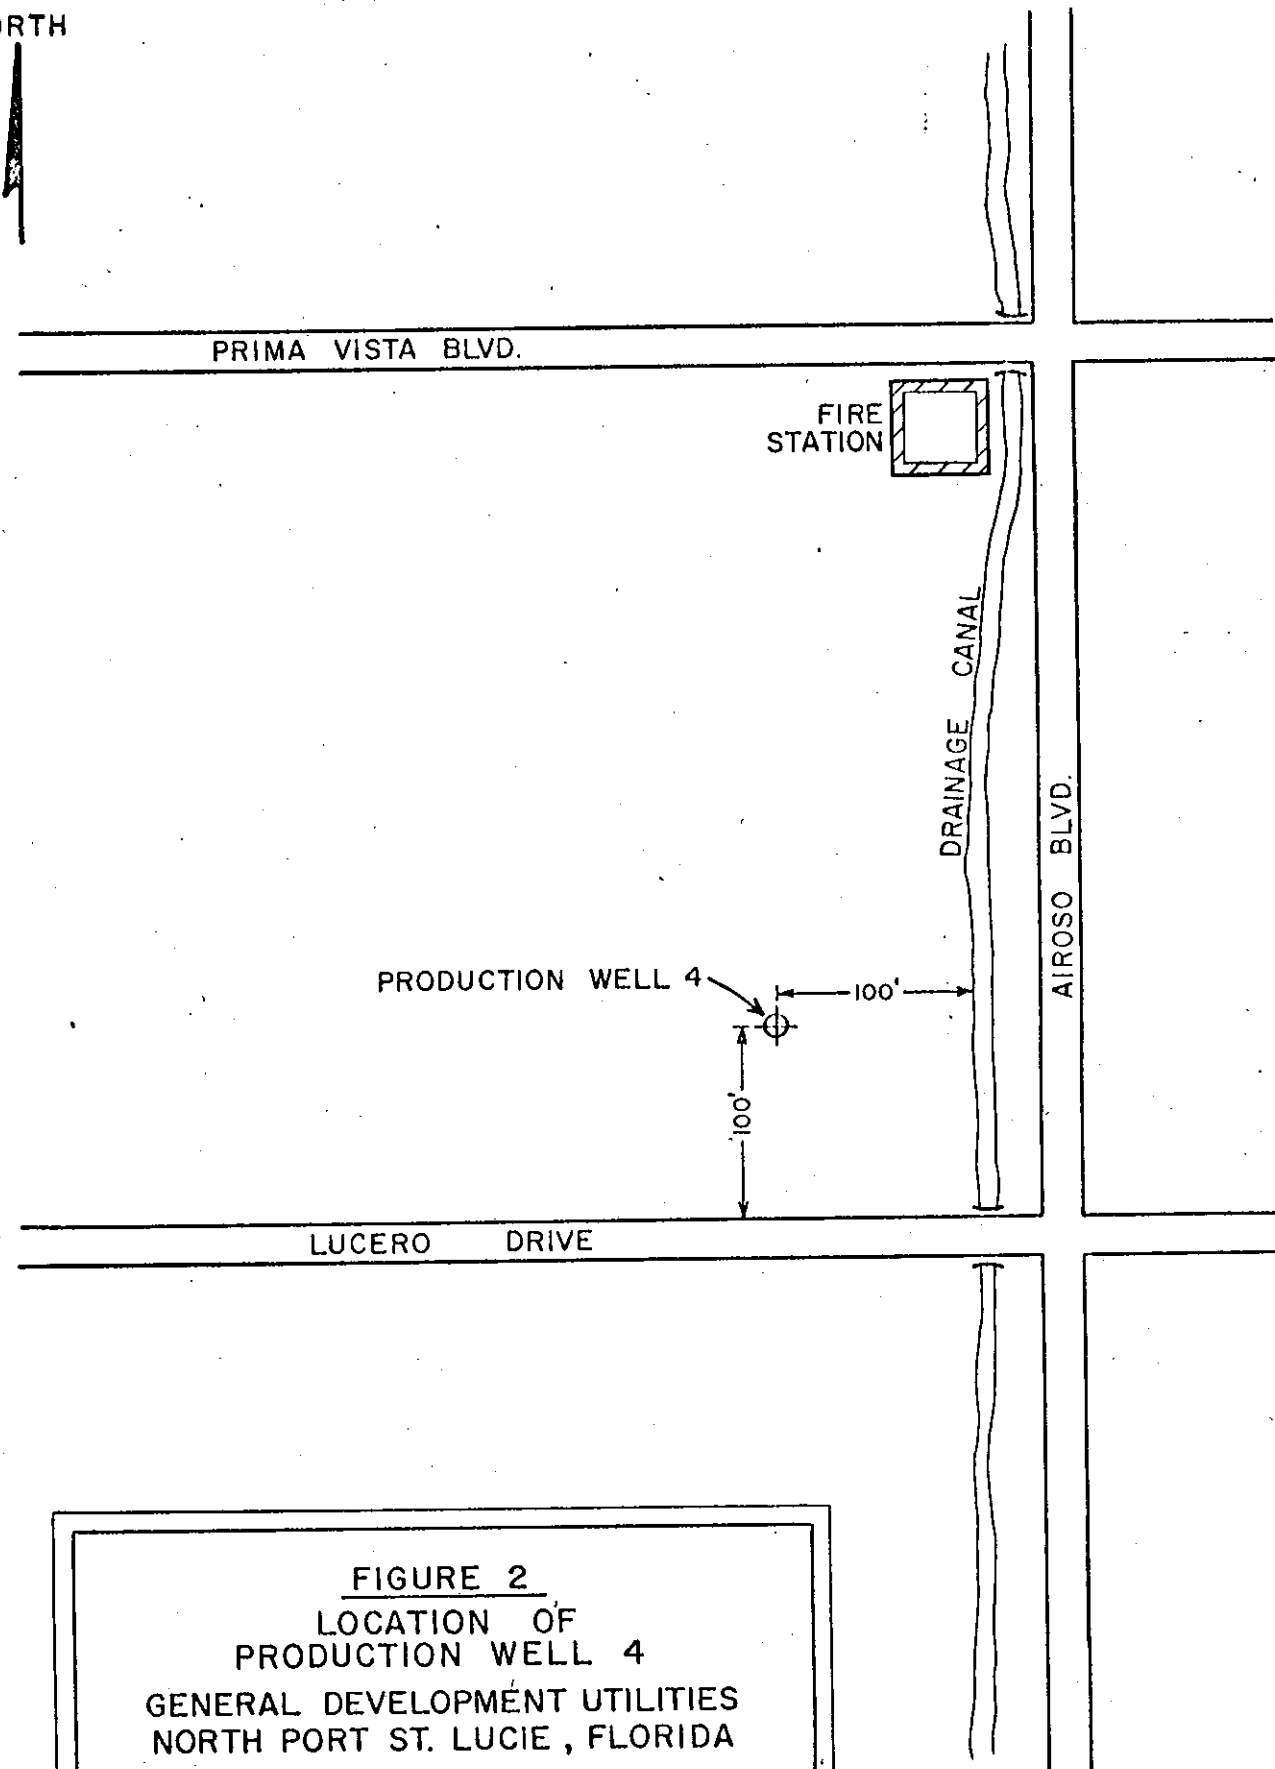 PRIMA VISTA BLVD.
FIRE
STATION
DRAINAGE CANAL
AIROSO BLVD.
PRODUCTION WELL 4
100'
100'
LUCERO DRIVE
FIGURE 2
LOCATION OF
PRODUCTION WELL 4
GENERAL DEVELOPMENT UTILITIES
NORTH PORT ST. LUCIE, FLORIDA